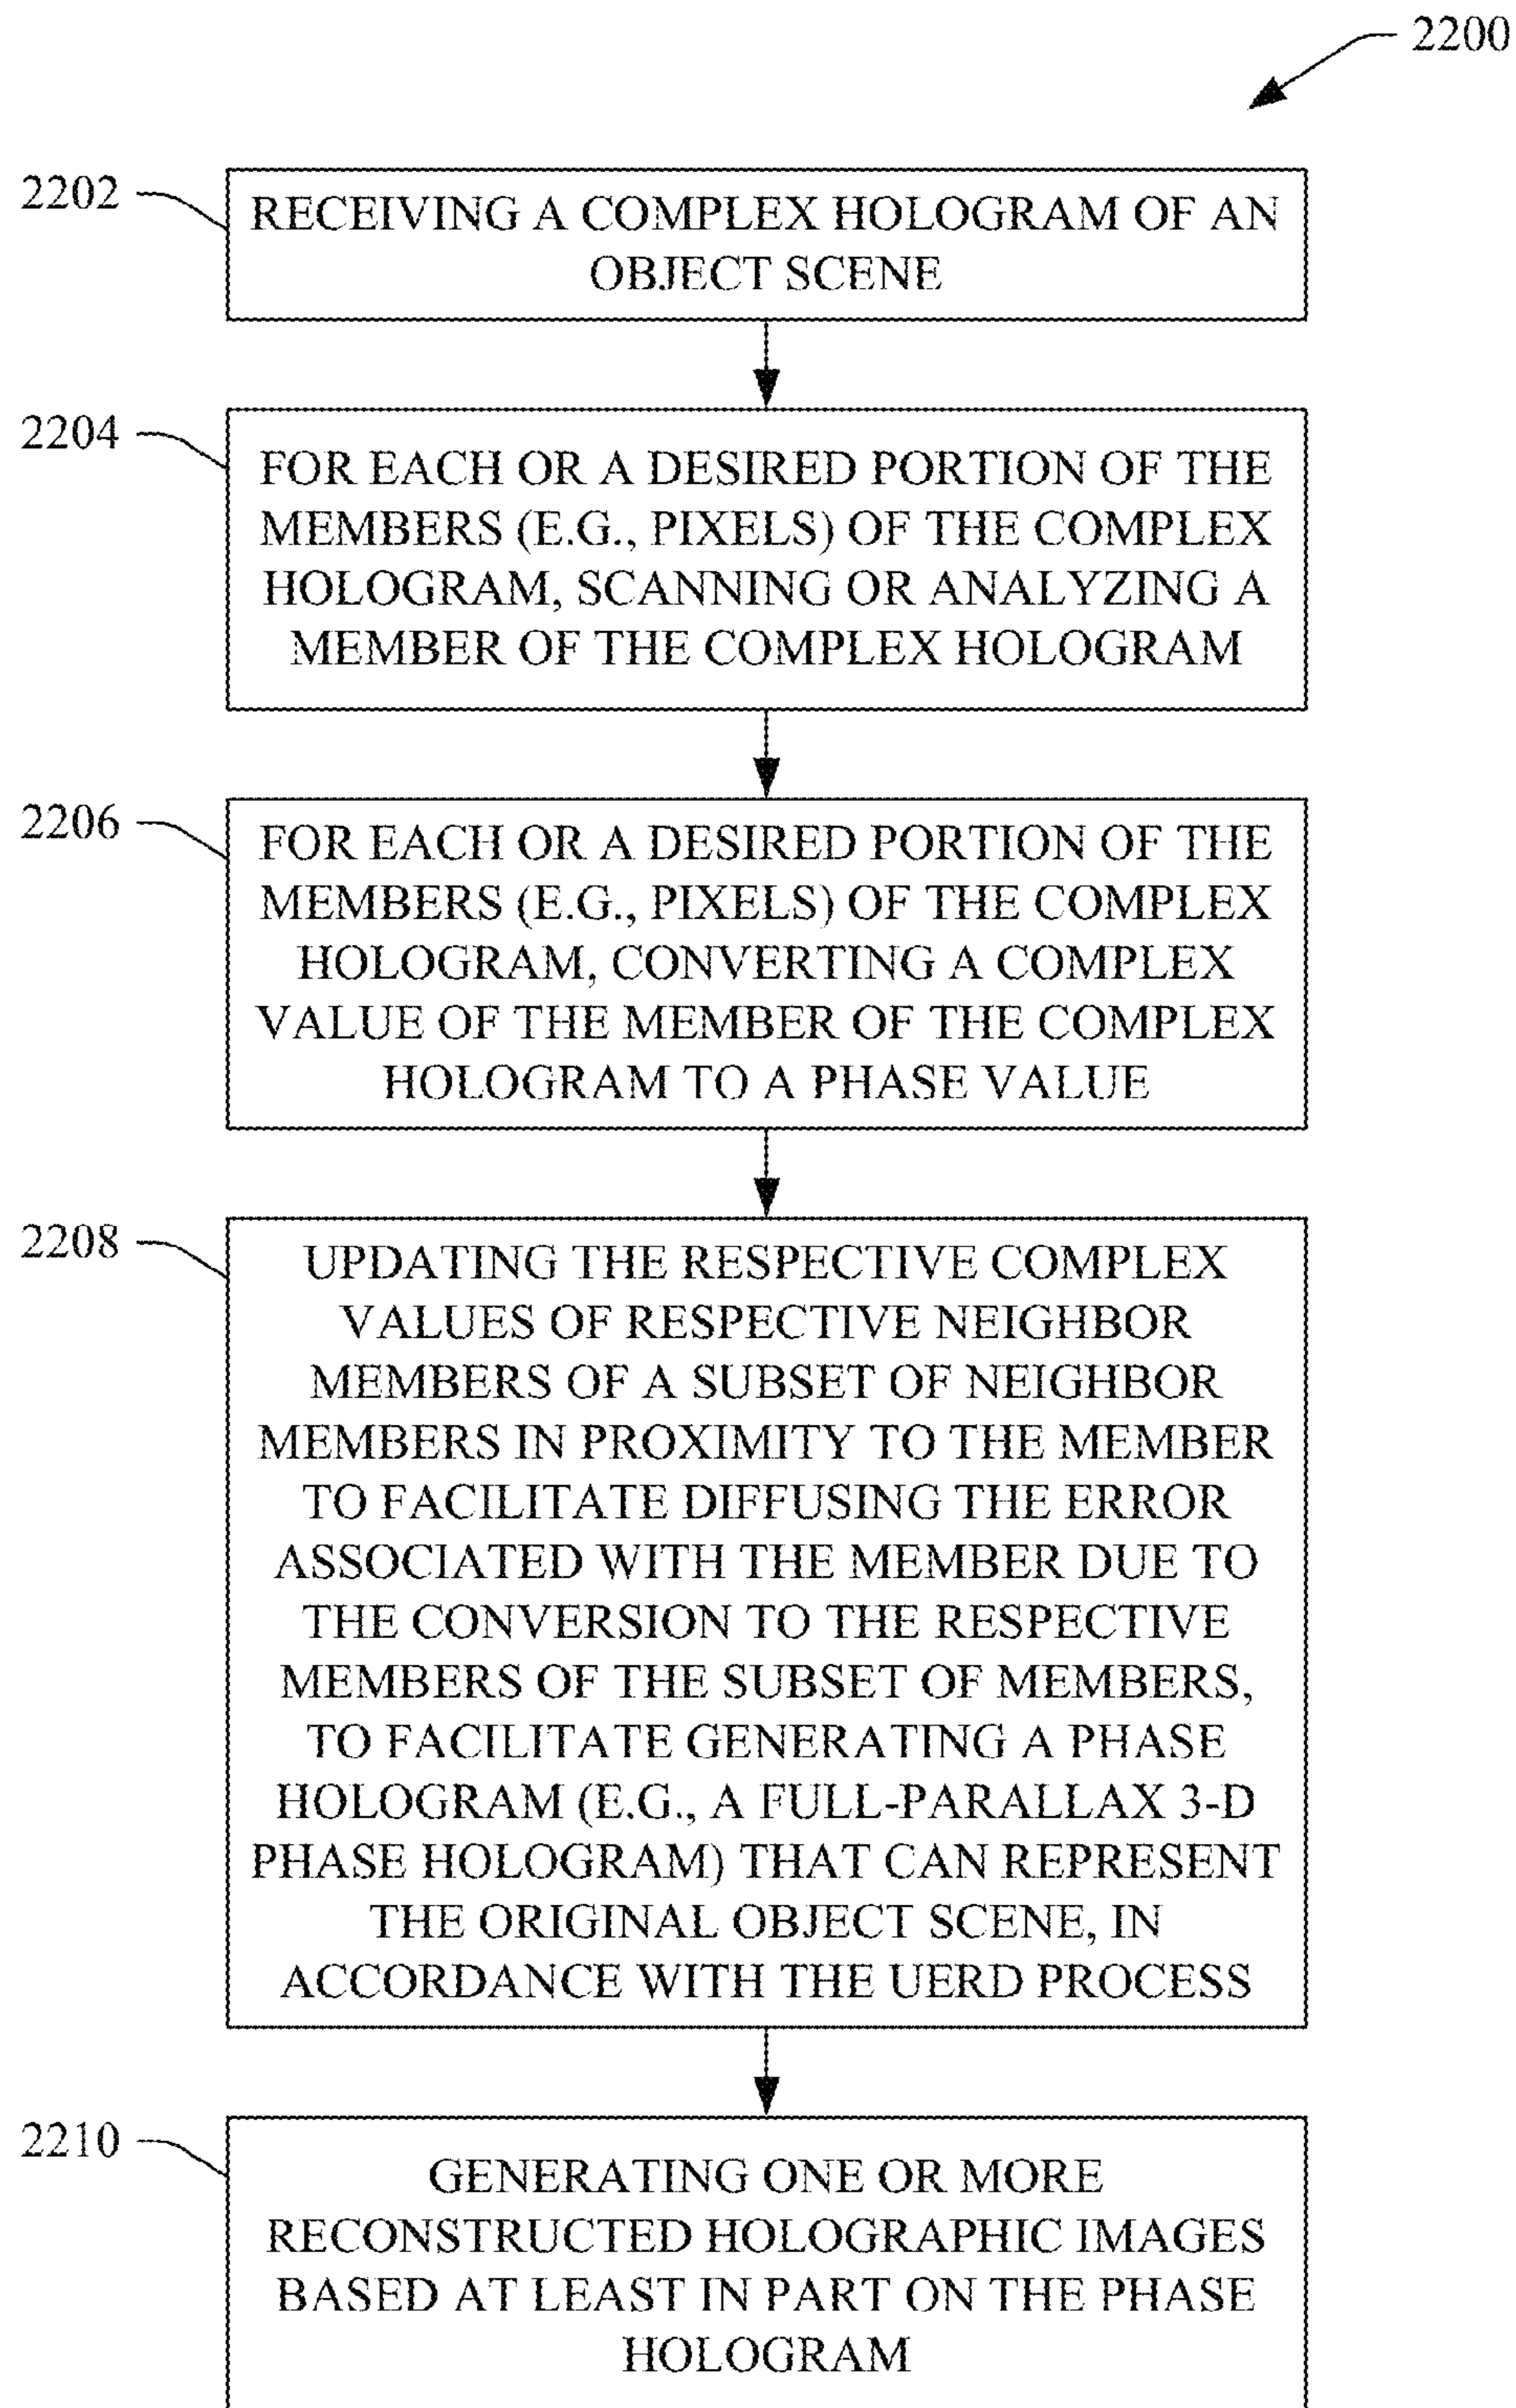 2200
2202
RECEIVING A COMPLEX HOLOGRAM OF AN
OBJECT SCENE
2204
FOR EACH OR A DESIRED PORTION OF THE
MEMBERS (E.G., PIXELS) OF THE COMPLEX
HOLOGRAM, SCANNING OR ANALYZING A
MEMBER OF THE COMPLEX HOLOGRAM
2206
FOR EACH OR A DESIRED PORTION OF THE
MEMBERS (E.G., PIXELS) OF THE COMPLEX
HOLOGRAM, CONVERTING A COMPLEX
VALUE OF THE MEMBER OF THE COMPLEX
HOLOGRAM TO A PHASE VALUE
2208
UPDATING THE RESPECTIVE COMPLEX
VALUES OF RESPECTIVE NEIGHBOR
MEMBERS OF A SUBSET OF NEIGHBOR
MEMBERS IN PROXIMITY TO THE MEMBER
TO FACILITATE DIFFUSING THE ERROR
ASSOCIATED WITH THE MEMBER DUE TO
THE CONVERSION TO THE RESPECTIVE
MEMBERS OF THE SUBSET OF MEMBERS,
TO FACILITATE GENERATING A PHASE
HOLOGRAM (E.G., A FULL-PARALLAX 3-D
PHASE HOLOGRAM) THAT CAN REPRESENT
THE ORIGINAL OBJECT SCENE, IN
ACCORDANCE WITH THE UERD PROCESS
2210
GENERATING ONE OR MORE
RECONSTRUCTED HOLOGRAPHIC IMAGES
BASED AT LEAST IN PART ON THE PHASE
HOLOGRAM